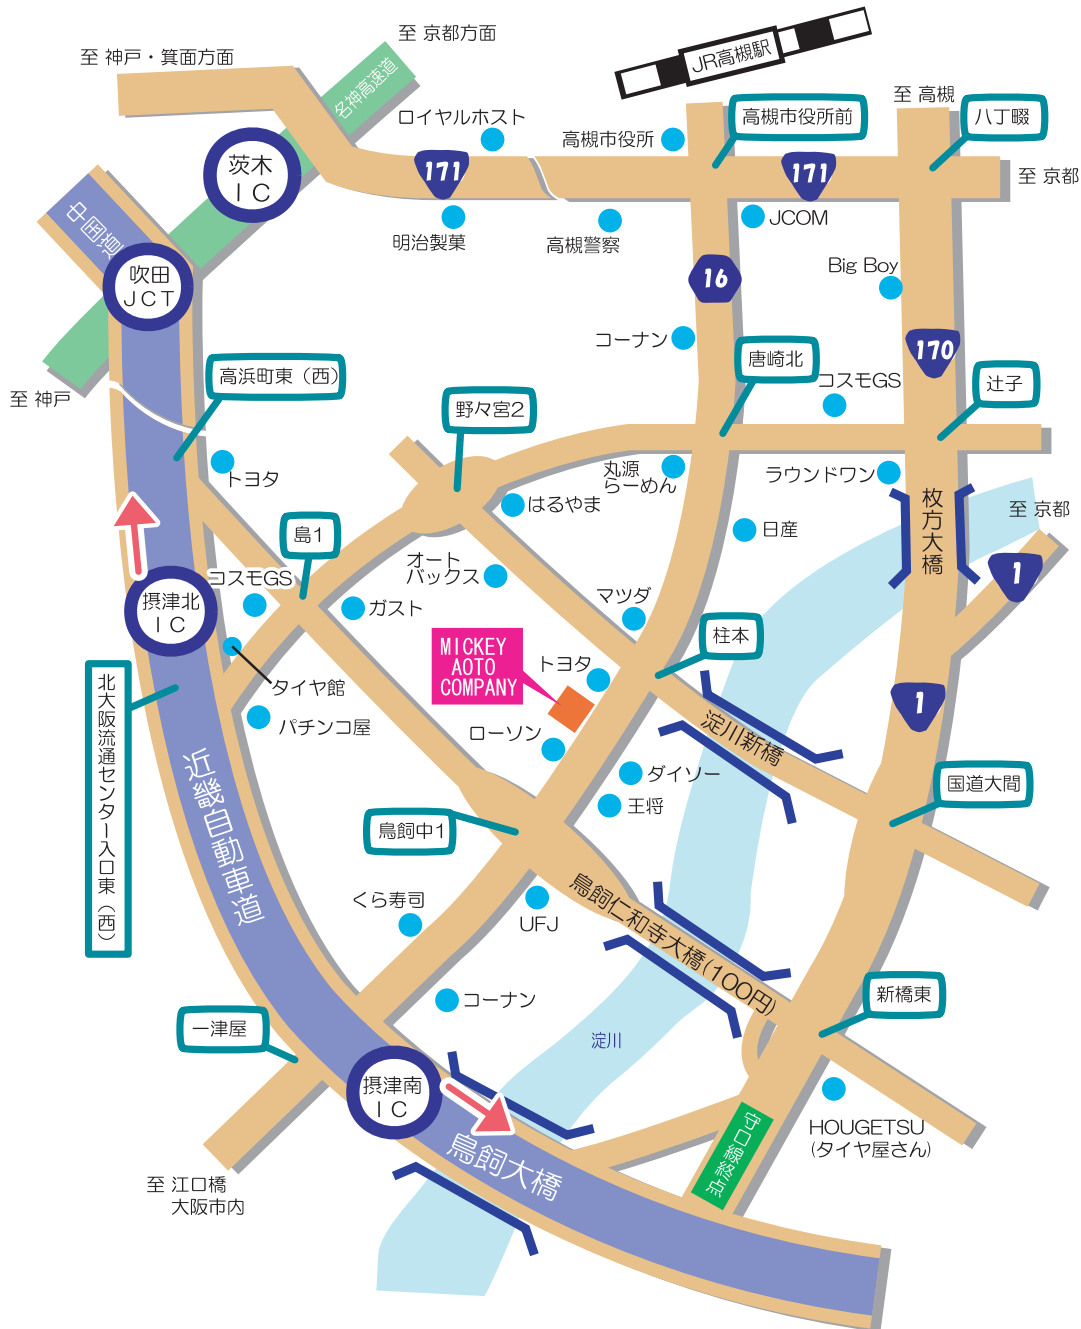 至 京都方面
至 神戸・箕面方面
JR高槻駅
名神高速道
至 高槻
ロイヤルホスト
高槻市役所
高槻市役所前
八丁畷
茨木
IC
171
171
至 京都
中国道
明治製菓
高槻警察
JCOM
吹田
JCT
16
Big Boy
コーナン
170
唐崎北
高浜町東（西）
コスモGS
辻子
至 神戸
野々宮2
トヨタ
丸源
らーめん
ラウンドワン
はるやま
枚方大橋
至 京都
島1
日産
オート
バックス
1
コスモGS
摂津北
IC
ガスト
マツダ
柱本
MICKEY
AOTO
COMPANY
トヨタ
タイヤ館
北大阪流通センター入口東（西）
パチンコ屋
1
ローソン
淀川新橋
近畿自動車道
ダイソー
国道大間
王将
鳥飼中1
くら寿司
UFJ
鳥飼仁和寺大橋(100円)
コーナン
新橋東
一津屋
淀川
摂津南
IC
HOUGETSU
(タイヤ屋さん)
守口線終点
鳥飼大橋
至 江口橋
大阪市内